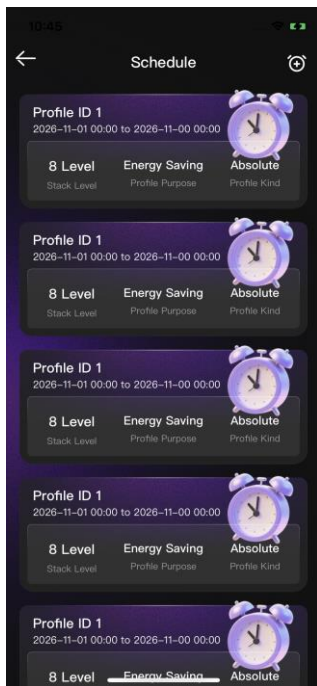 10:45
Schedule
Profile ID 1
2026-11-01 00:00 to 2026-11-00 00:00
8 Level Energy Saving Absolute
Stack Level Profile Purpose Profile Kind
Profile ID 1
2026-11-01 00:00 to 2026-11-00 00:00
8 Level Energy Saving Absolute
Stack Level Profile Purpose Profile Kind
Profile ID 1
2026-11-01 00:00 to 2026-11-00 00:00
8 Level Energy Saving Absolute
Stack Level Profile Purpose Profile Kind
Profile ID 1
2026-11-01 00:00 to 2026-11-00 00:00
8 Level Energy Saving Absolute
Stack Level Profile Purpose Profile Kind
Profile ID 1
2026-11-01 00:00 to 2026-11-00 00:00
8 Level Energy Saving Absolute